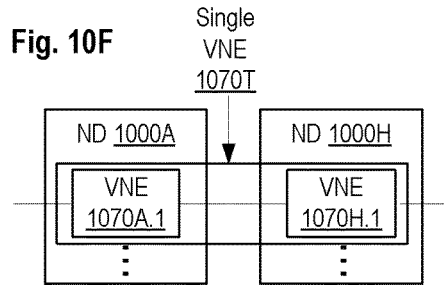 Fig. 10F
Single
VNE
1070T
ND 1000A
ND 1000H
VNE
1070A.1
VNE
1070H.1